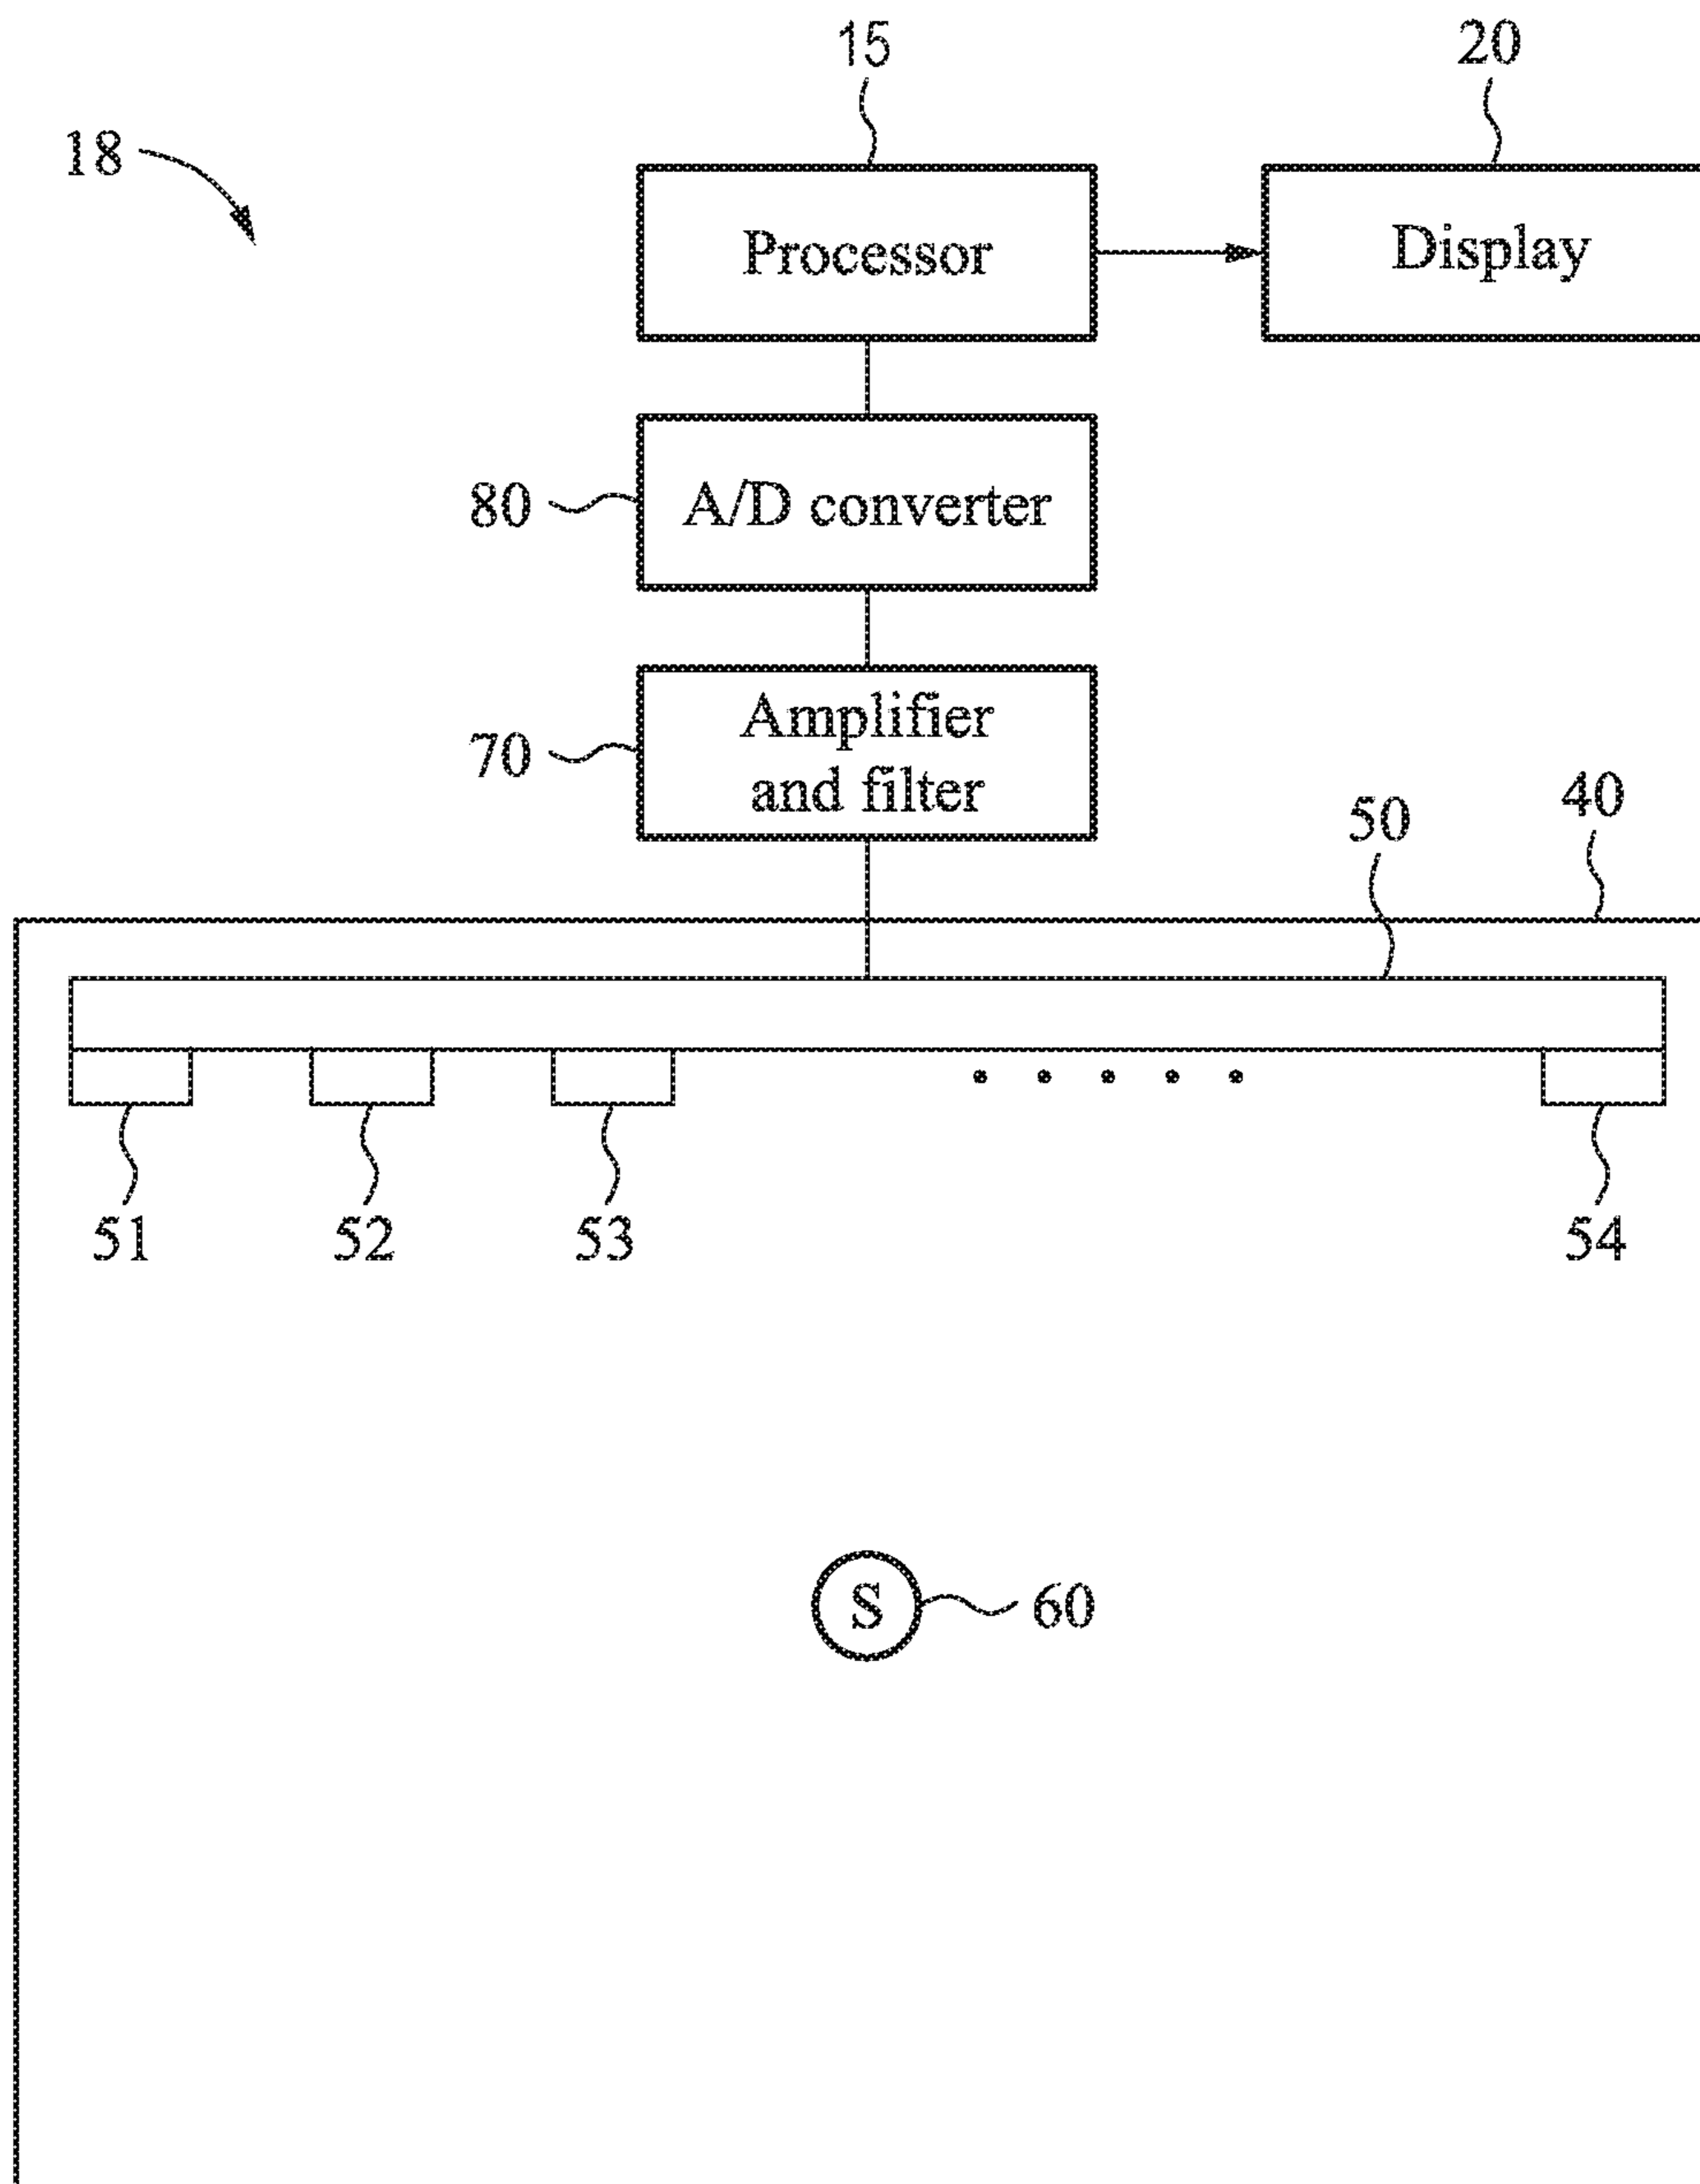 15
20
18
Processor
Display
80
A/D converter
70
Amplifier
and filter
50
40
51
52
53
54
S
60